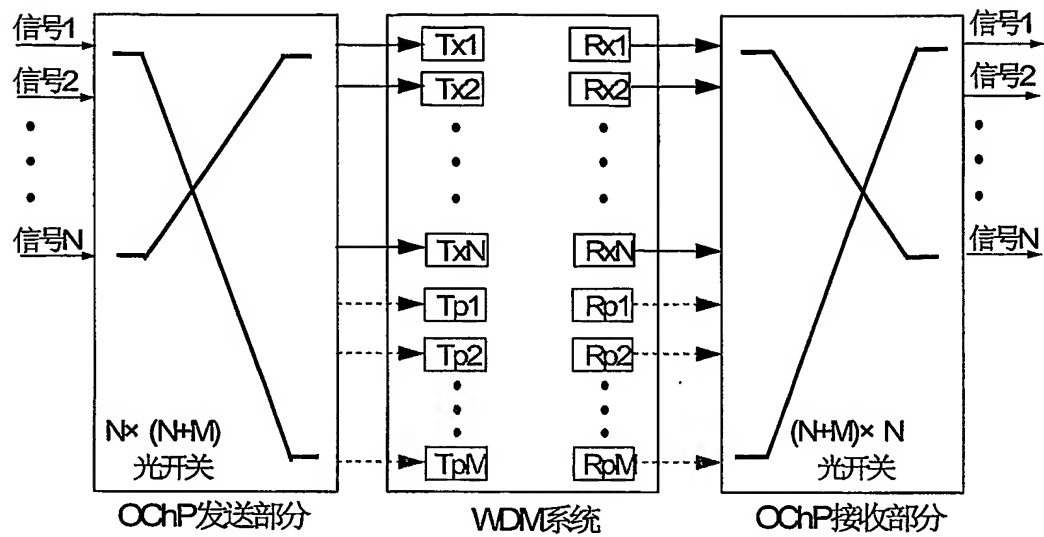 信号1
信号2
信号N
N× (N+M)
光开关
OChP发送部分
Tx1
Tx2
TxN
Tp1
Tp2
TpM
Rx1
Rx2
RxN
Rp1
Rp2
RpM
WDM系统
(N+M)× N
光开关
OChP接收部分
信号1
信号2
信号N